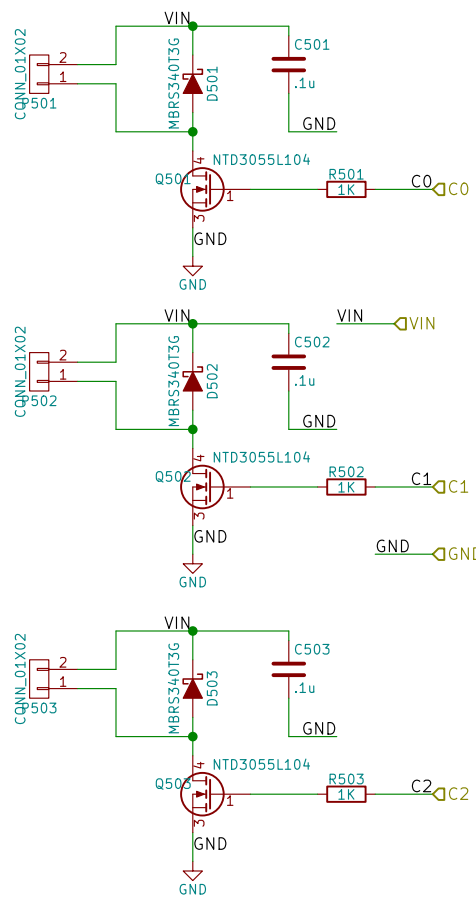 VIN
CONN_01X02
2
1
P501
MBRS340T3G
D501
C501
.1u
GND
4
NTD3055L104
Q501
1
3
R501
1K
C0
C0
GND
GND
VIN
CONN_01X02
2
1
P502
MBRS340T3G
D502
C502
.1u
GND
VIN
VIN
4
NTD3055L104
Q502
1
3
R502
1K
C1
C1
GND
GND
GND
GND
VIN
CONN_01X02
2
1
P503
MBRS340T3G
D503
C503
.1u
GND
4
NTD3055L104
Q503
1
3
R503
1K
C2
C2
GND
GND